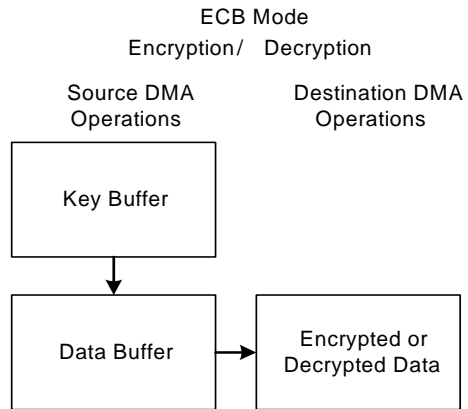 ECB Mode
Encryption/ Decryption
Source DMA
Operations
Destination DMA
Operations
Key Buffer
Data Buffer
Encrypted or
Decrypted Data